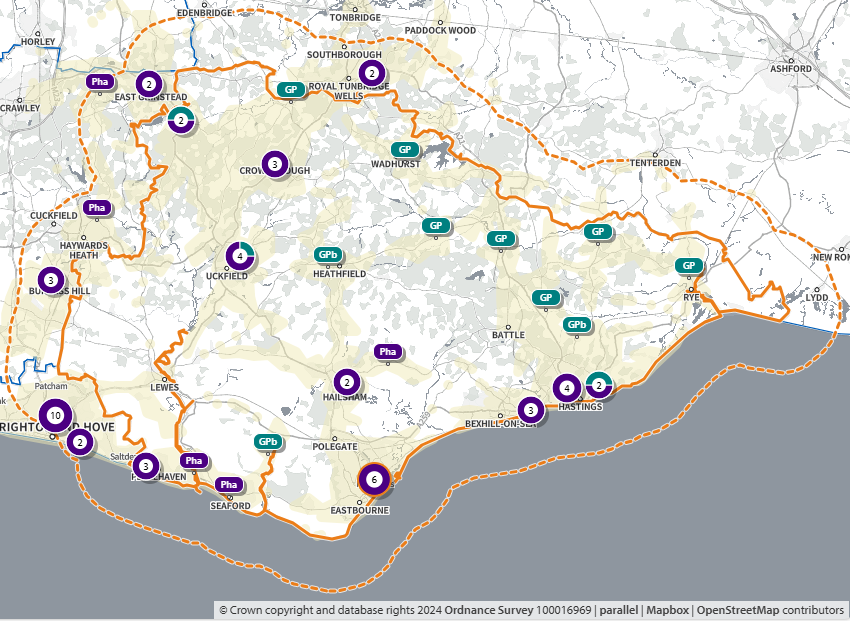 EDENBRIDGE
TONBRIDGE
PADDOCK WOOD
HORLEY
SOUTHBOROUGH
ASHFORD
Pha
2
2
EAST GRINSTEAD
GP
ROYAL TUNBRIDGE
WELLS
CRAWLEY
2
GP
WADHURST
TENTERDEN
3
CROWBOROUGH
Pha
CUCKFIELD
GP
GP
GP
HAYWARDS
HEATH
4
UCKFIELD
GPb
HEATHFIELD
GP
NEW ROM
3
BURGESS HILL
GP
RYE
LYDD
GPb
BATTLE
Pha
Patcham
LEWES
2
HAILSHAM
4
2
HASTINGS
10
3
BEXHILL-ON-SEA
RIGHTON AND HOVE
2
GPb
POLEGATE
Saltdea
3
PEACEHAVEN
Pha
Pha
SEAFORD
6
EASTBOURNE
© Crown copyright and database rights 2024 Ordnance Survey 100016969 | parallel | Mapbox | OpenStreetMap contributors